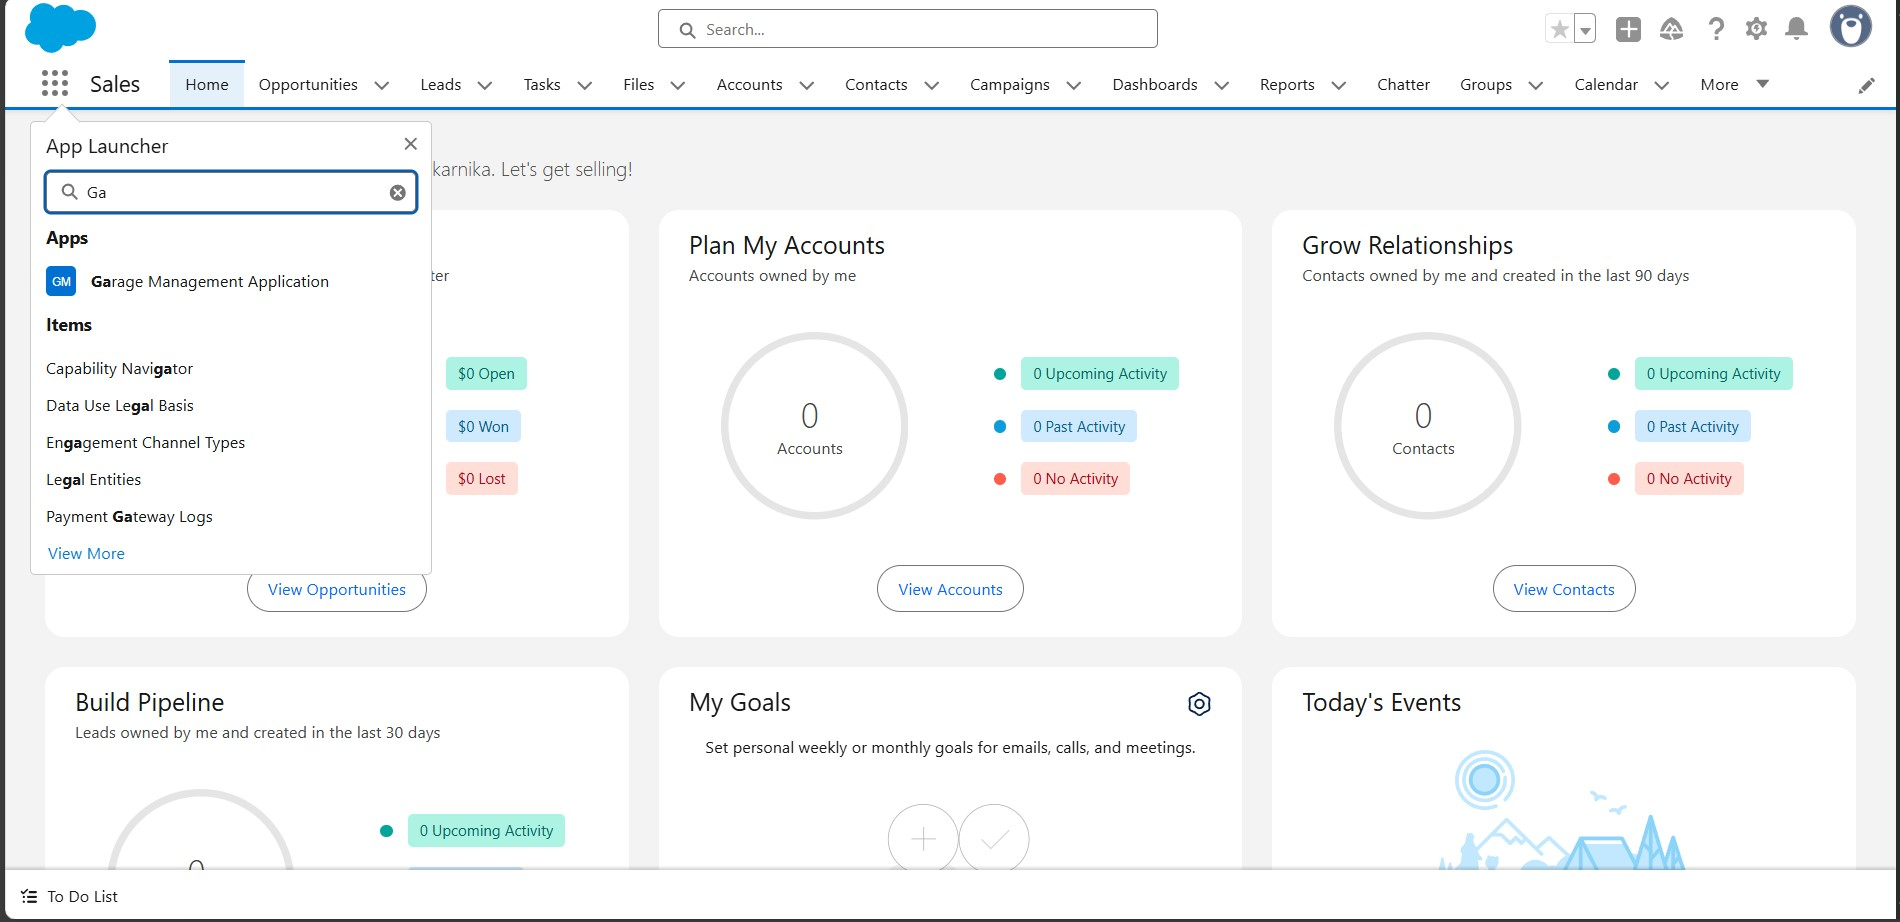 Search...
Sales
Home
Opportunities
Leads
Tasks
Files
Accounts
Contacts
Campaigns
Dashboards
Reports
Chatter
Groups
Calendar
More
App Launcher
Ga
Apps
GM
Garage Management Application
Items
Capability Navigator
Data Use Legal Basis
Engagement Channel Types
Legal Entities
Payment Gateway Logs
View More
karnika. Let's get selling!
ter
$0 Open
$0 Won
$0 Lost
View Opportunities
Plan My Accounts
Accounts owned by me
0
Accounts
0 Upcoming Activity
0 Past Activity
0 No Activity
View Accounts
Grow Relationships
Contacts owned by me and created in the last 90 days
0
Contacts
0 Upcoming Activity
0 Past Activity
0 No Activity
View Contacts
Build Pipeline
Leads owned by me and created in the last 30 days
0 Upcoming Activity
My Goals
Set personal weekly or monthly goals for emails, calls, and meetings.
Today's Events
To Do List